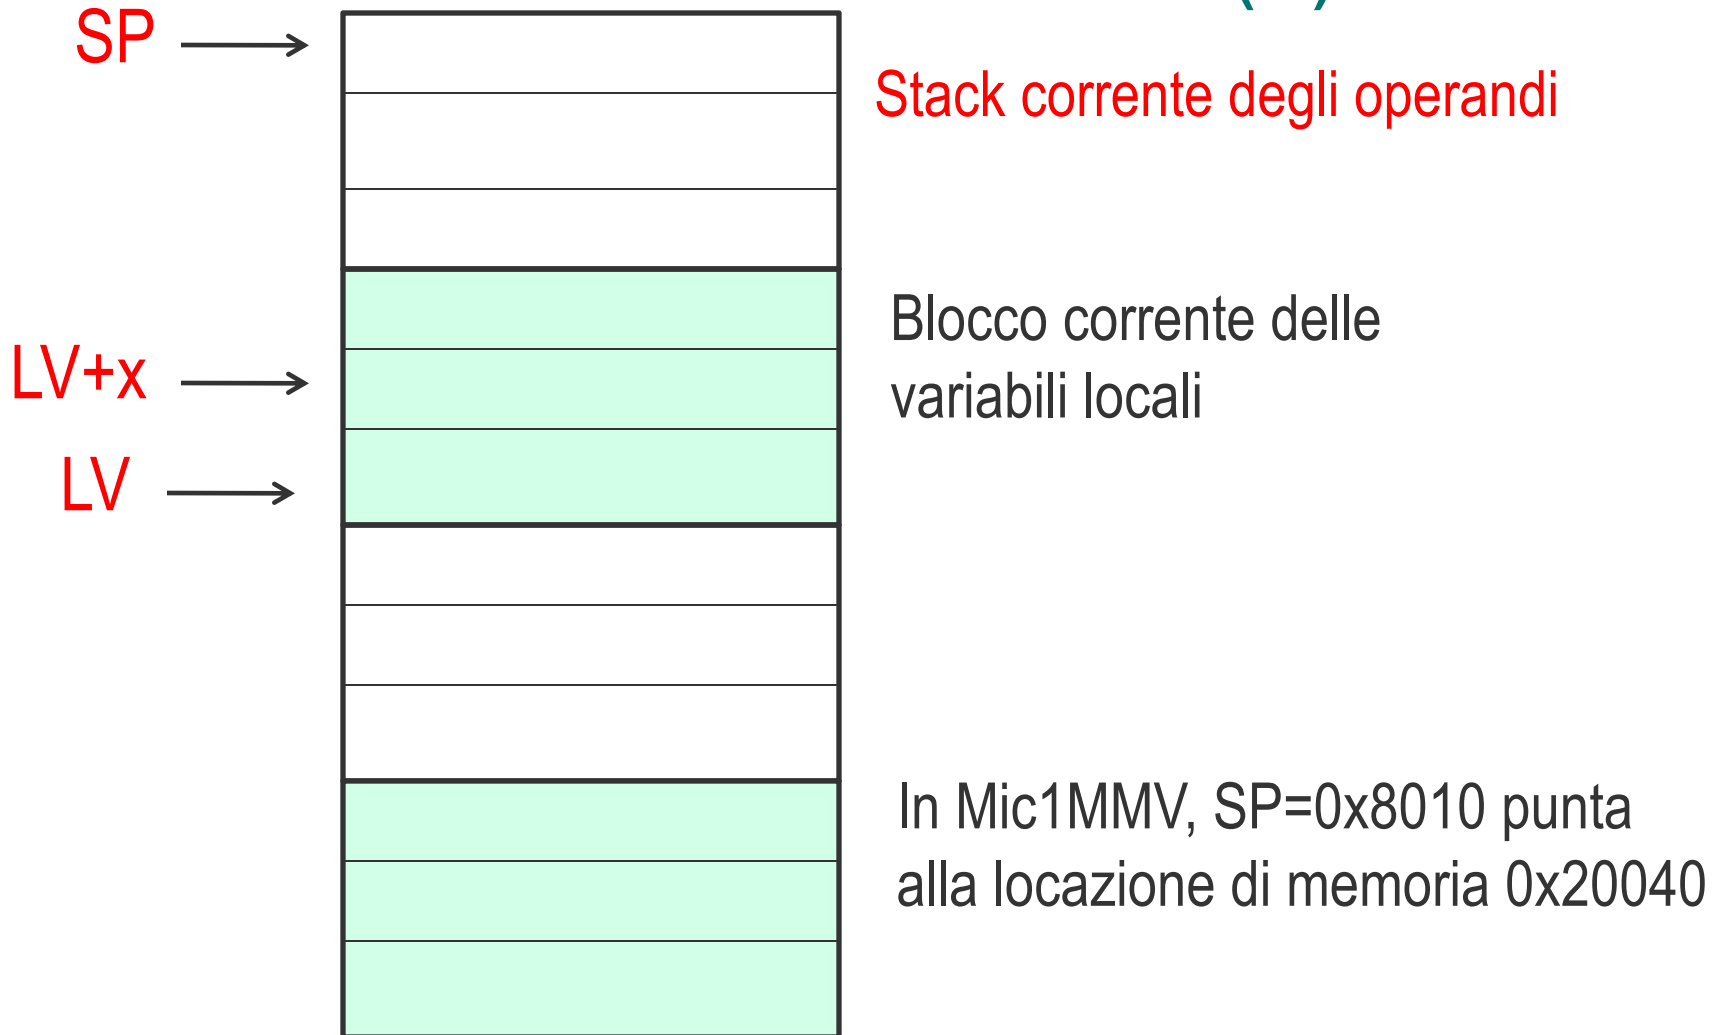 SP
Stack corrente degli operandi
Blocco corrente delle
variabili locali
LV+x
LV
In Mic1MMV, SP=0x8010 punta
alla locazione di memoria 0x20040